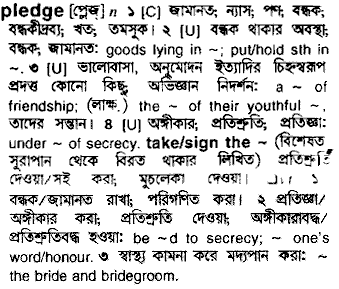 pledge [প্লেজ্] n ১ [C] জামানত; ন্যাস; পণ; বন্ধক;
বন্ধকীদ্রব্য; খত; তমসুক। ২ [U] বন্ধক থাকার অবস্থা;
বন্ধক, জামানত: goods lying in ~; put/hold sth in
~. ৩ [U] ভালোবাসা, অনুমোদন ইত্যাদির চিহ্নস্বরূপ
প্রদত্ত কোনো কিছু; অভিজ্ঞান নিদর্শন: a ~ of
friendship; (লাক্ষ.) the ~ of their youthful ~,
তাদের সন্তান। ৪ [U] অঙ্গীকার; প্রতিশ্রুতি; প্রতিজ্ঞা:
under ~ of secrecy. take/sign the ~ (বিশেষত
সুরাপান থেকে বিরত থাকার লিখিত) প্রতিশ্রুতি
দেওয়া/সই করা; মুচলেকা দেওয়া। ১
বন্ধক/জামানত রাখা; পরিগণিত করা। ২ প্রতিজ্ঞা/
অঙ্গীকার করা; প্রতিশ্রুতি দেওয়া; অঙ্গীকারাবদ্ধ/
প্রতিশ্রুতিবদ্ধ হওয়া: be ~d to secrecy; ~ one's
word/honour. ৩ স্বাস্থ্য কামনা করে মদ্যপান করা: ~
the bride and bridegroom.